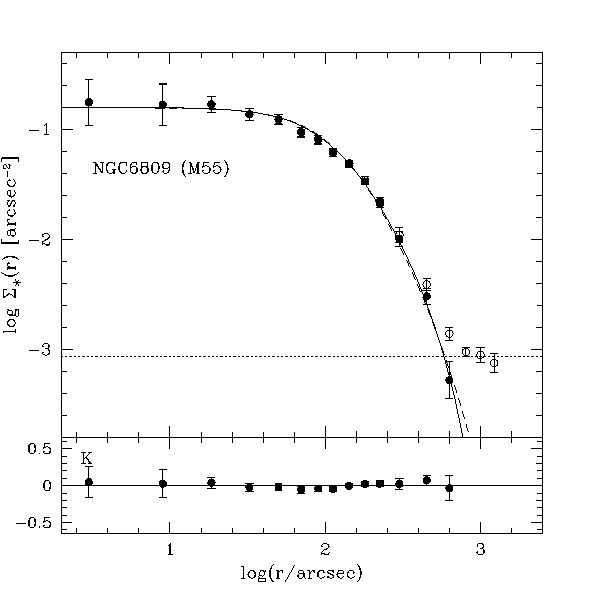 -1
NGC6809 (M55)
-2
-3
log Σ*(r) [arcsec⁻²]
0.5
K
0
-0.5
1 2 3
log(r/arcsec)